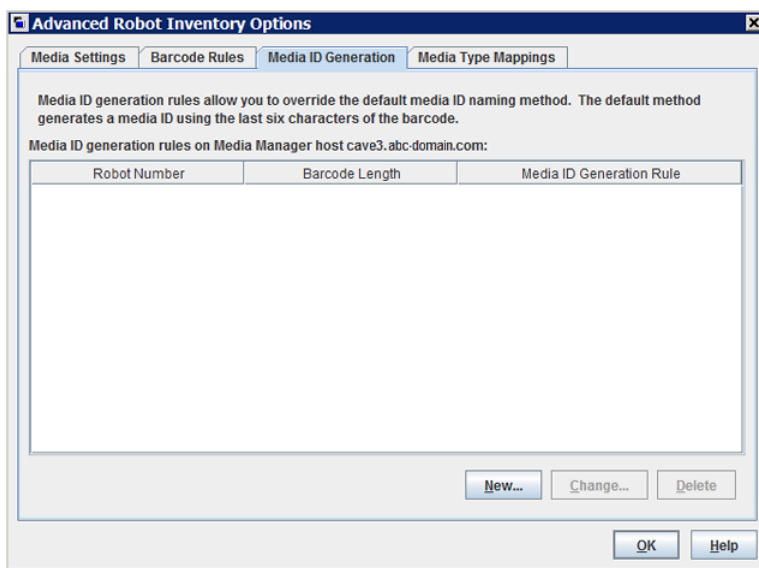 Advanced Robot Inventory Options
Media Settings Barcode Rules Media ID Generation Media Type Mappings
Media ID generation rules allow you to override the default media ID naming method. The default method
generates a media ID using the last six characters of the barcode.
Media ID generation rules on Media Manager host cave3.abc-domain.com:
Robot Number Barcode Length Media ID Generation Rule
New... Change... Delete
OK Help